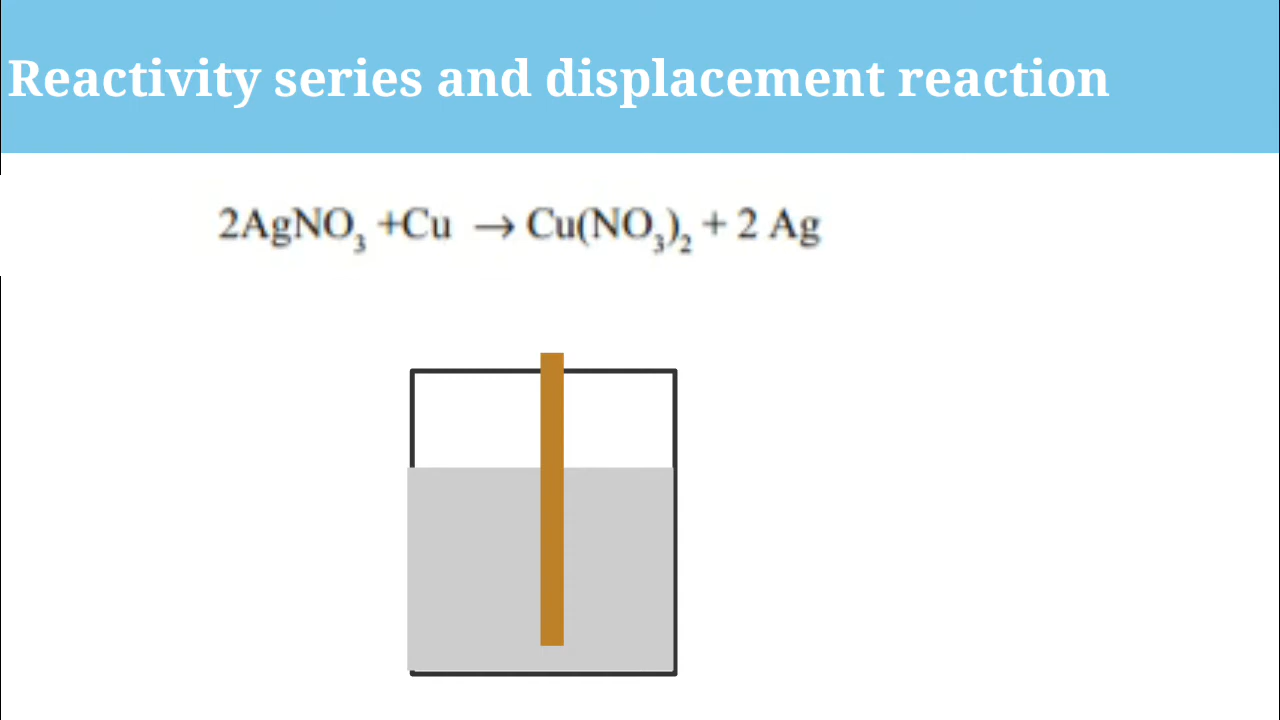 Reactivity series and displacement reaction
2AgNO₃ +Cu → Cu(NO₃)₂ + 2 Ag